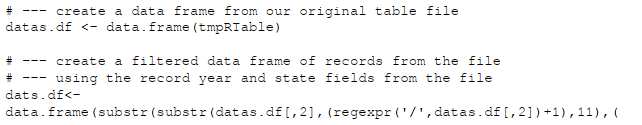 # --- create a data frame from our original table file
datas.df <- data.frame(tmpRTable)
# --- create a filtered data frame of records from the file
# --- using the record year and state fields from the file
dats.df<-
data.frame(substr(substr(datas.df[,2],(regexpr('/',datas.df[,2])+1),11),(